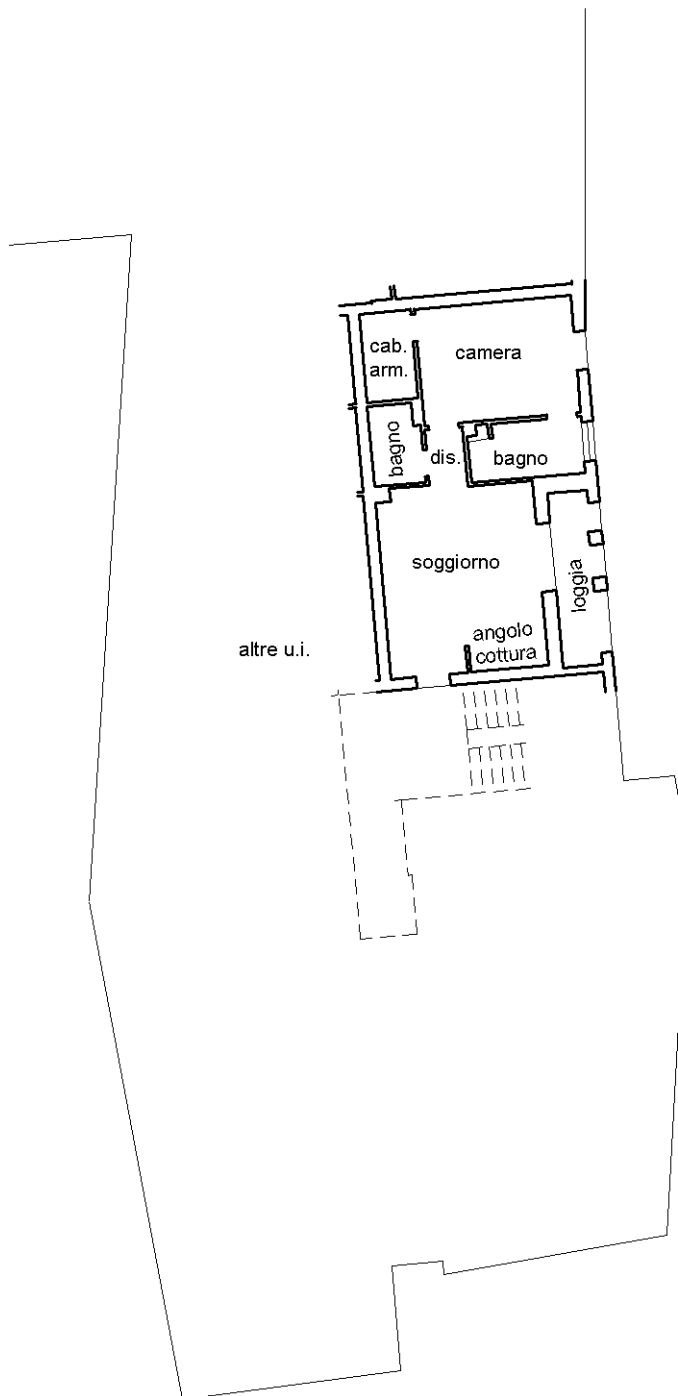 cab.
arm.
camera
bagno
dis.
bagno
soggiorno
loggia
angolo
cottura
altre u.i.